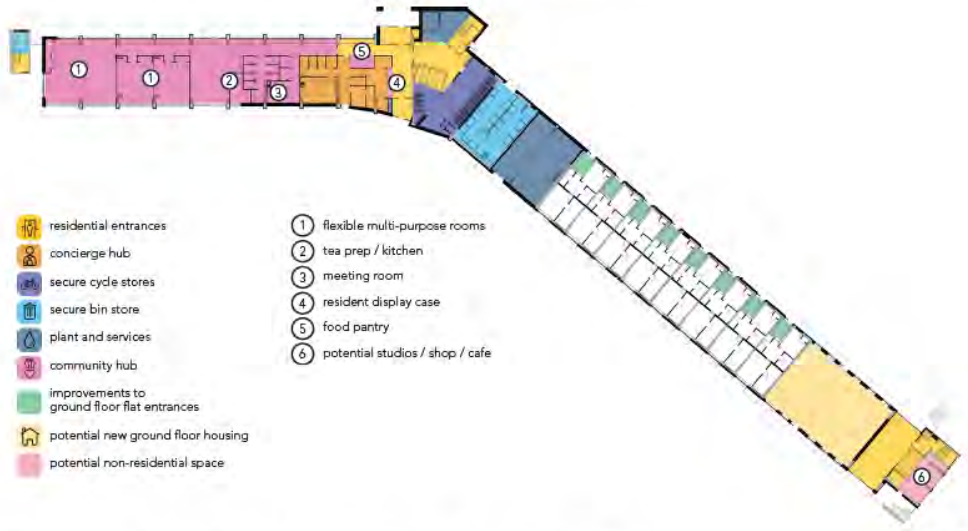 1
1
2
3
5
4
residential entrances
concierge hub
secure cycle stores
secure bin store
plant and services
community hub
improvements to
ground floor flat entrances
potential new ground floor housing
potential non-residential space
1 flexible multi-purpose rooms
2 tea prep / kitchen
3 meeting room
4 resident display case
5 food pantry
6 potential studios / shop / cafe
6